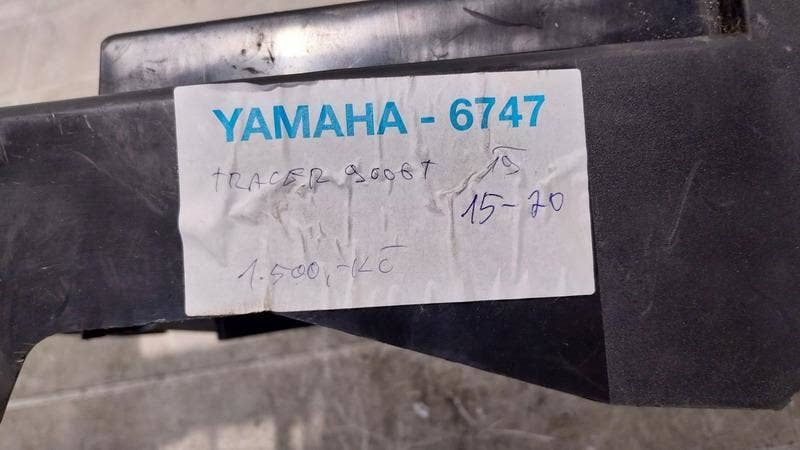 YAMAHA - 6747
TRACER 900GT 19
15-20
1.500,-Kč